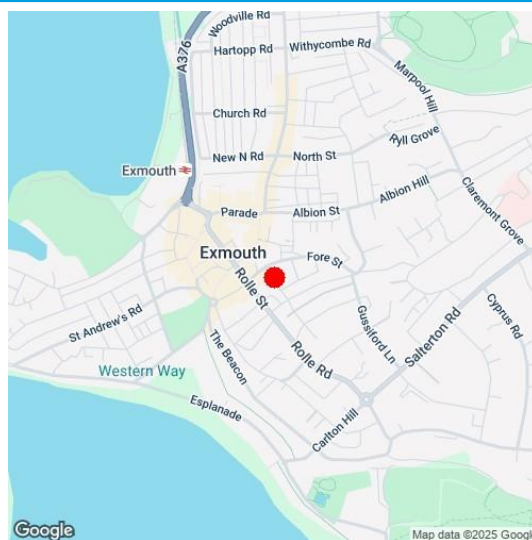 Woodville Rd
Hartopp Rd
Withycombe Rd
A376
Marpool Hill
Church Rd
Ryll Grove
New N Rd
North St
Exmouth
Claremont Grove
Albion Hill
Parade
Albion St
Exmouth
Fore St
Rolle St
Cyprus Rd
Salterton Rd
Gussiford Ln
St Andrew's Rd
The Beacon
Rolle Rd
Western Way
Esplanade
Carlton Hill
Google
Map data ©2025 Google